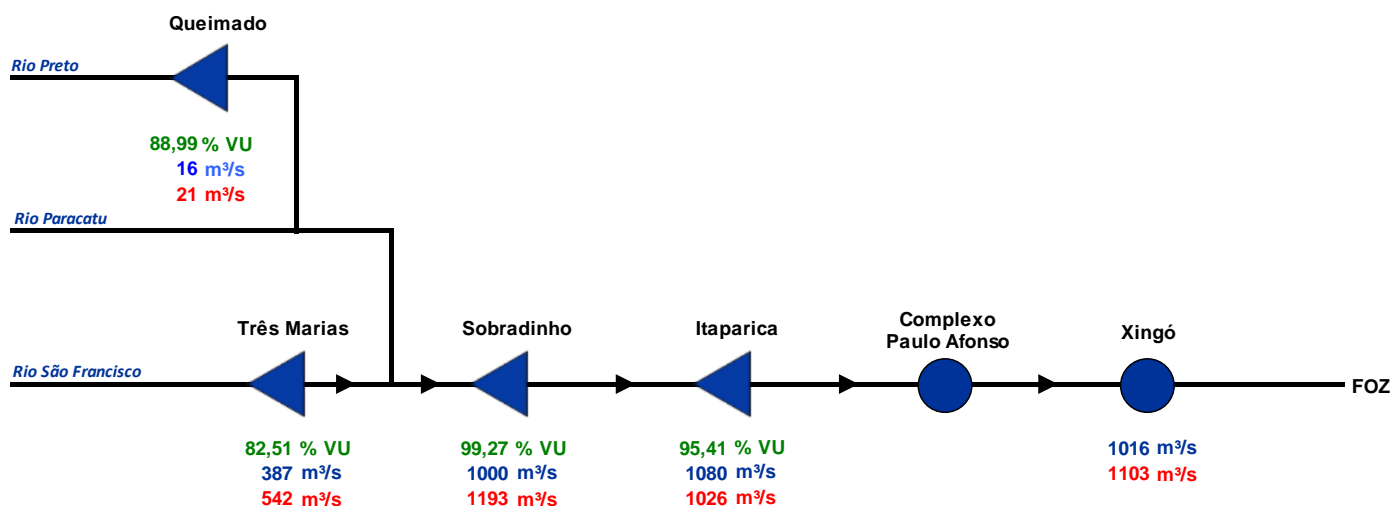 Queimado
Rio Preto
88,99 % VU
16 m³/s
21 m³/s
Rio Paracatu
Três Marias
Sobradinho
Itaparica
Complexo
Paulo Afonso
Xingó
Rio São Francisco
FOZ
82,51 % VU
387 m³/s
542 m³/s
99,27 % VU
1000 m³/s
1193 m³/s
95,41 % VU
1080 m³/s
1026 m³/s
1016 m³/s
1103 m³/s